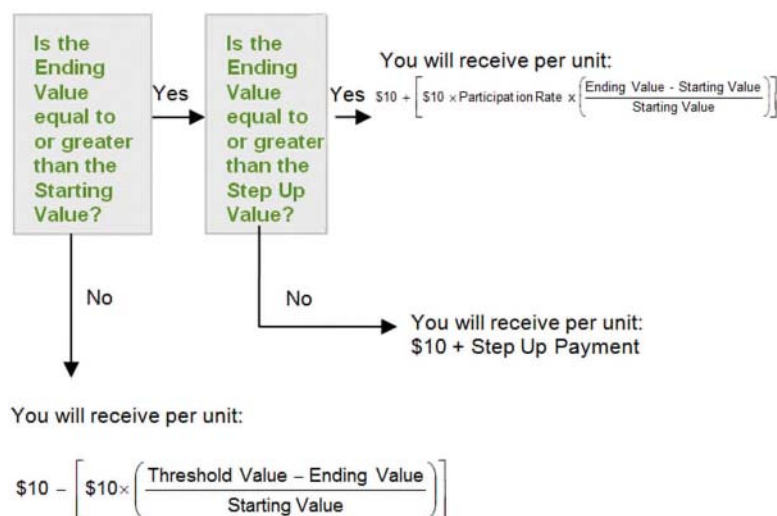 Is the
Ending
Value
equal to
or greater
than the
Starting
Value?
Yes
Is the
Ending
Value
equal to
or greater
than the
Step Up
Value?
Yes
You will receive per unit:
$10 + [$10 × Participation Rate x (Ending Value - Starting Value
Starting Value)]
No
No
You will receive per unit:
$10 + Step Up Payment
You will receive per unit:
$10 − [$10× (Threshold Value – Ending Value
Starting Value)]